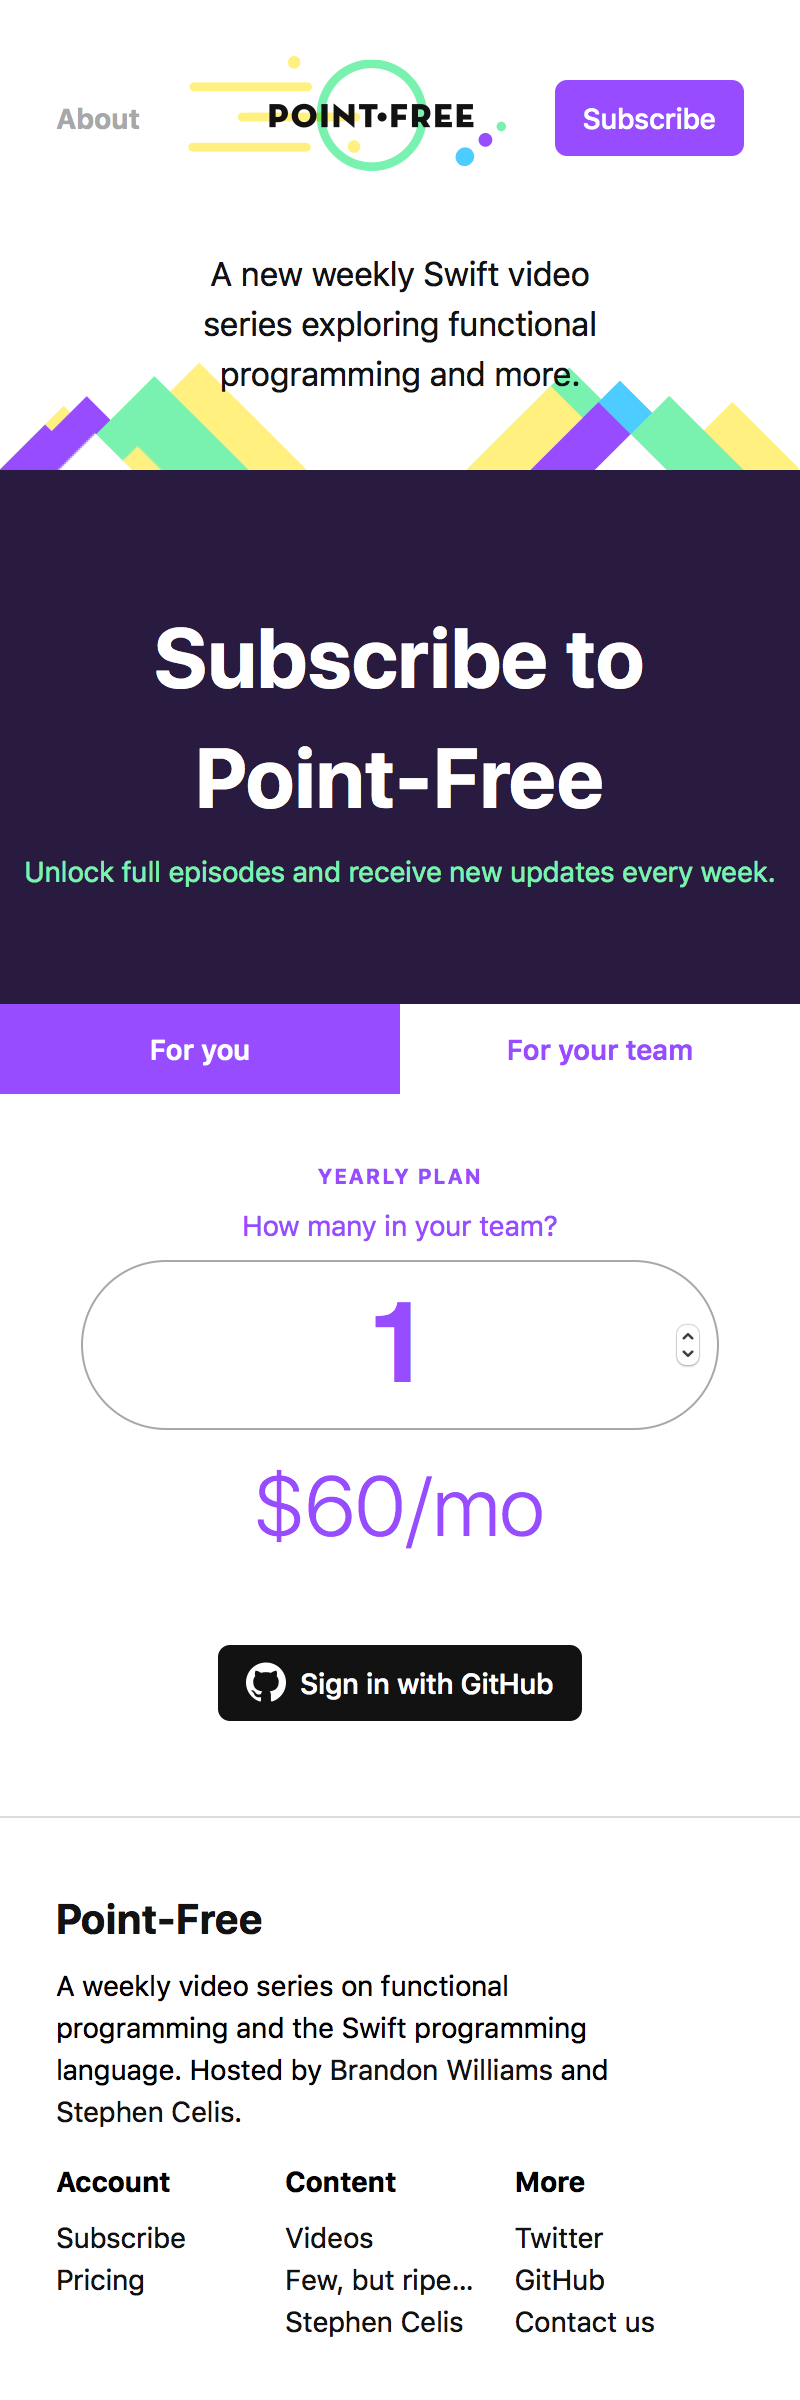 About
POINT•FREE
Subscribe
A new weekly Swift video
series exploring functional
programming and more.
Subscribe to
Point-Free
Unlock full episodes and receive new updates every week.
For you
For your team
YEARLY PLAN
How many in your team?
1
$60/mo
Sign in with GitHub
Point-Free
A weekly video series on functional
programming and the Swift programming
language. Hosted by Brandon Williams and
Stephen Celis.
Account
Subscribe
Pricing
Content
Videos
Few, but ripe...
Stephen Celis
More
Twitter
GitHub
Contact us